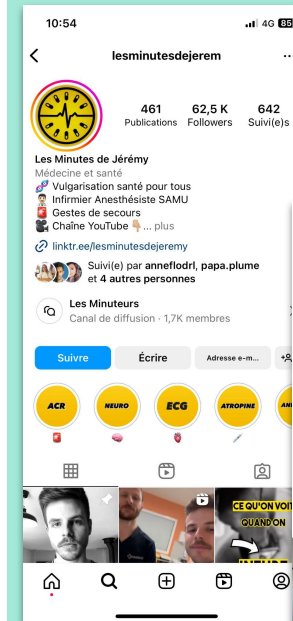 10:54
4G 85
lesminutesdejerem
461 62,5 K 642
Publications Followers Suivi(e)s
Les Minutes de Jérémy
Médecine et santé
Vulgarisation santé pour tous
Infirmier Anesthésiste SAMU
Gestes de secours
Chaîne YouTube 👇🏼... plus
linktr.ee/lesminutesdejeremy
Suivi(e) par anneflodrl, papa.plume
et 4 autres personnes
Les Minuteurs
Canal de diffusion · 1,7K membres
Suivre Écrire Adresse e-m...
ACR NEURO ECG ATROPINE
CE QU'ON VOIT
QUAND ON